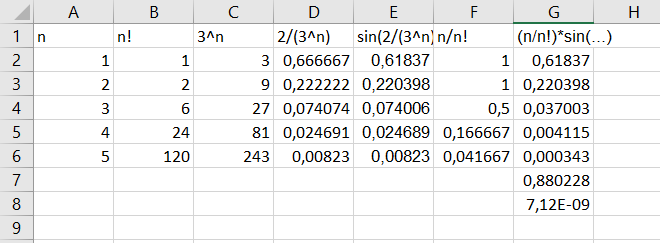 A B C D E F G H
1 n n! 3^n 2/(3^n) sin(2/(3^n) n/n! (n/n!)*sin(...)
2 1 1 3 0,666667 0,61837 1 0,61837
3 2 2 9 0,222222 0,220398 1 0,220398
4 3 6 27 0,074074 0,074006 0,5 0,037003
5 4 24 81 0,024691 0,024689 0,166667 0,004115
6 5 120 243 0,00823 0,00823 0,041667 0,000343
7 0,880228
8 7,12E-09
9